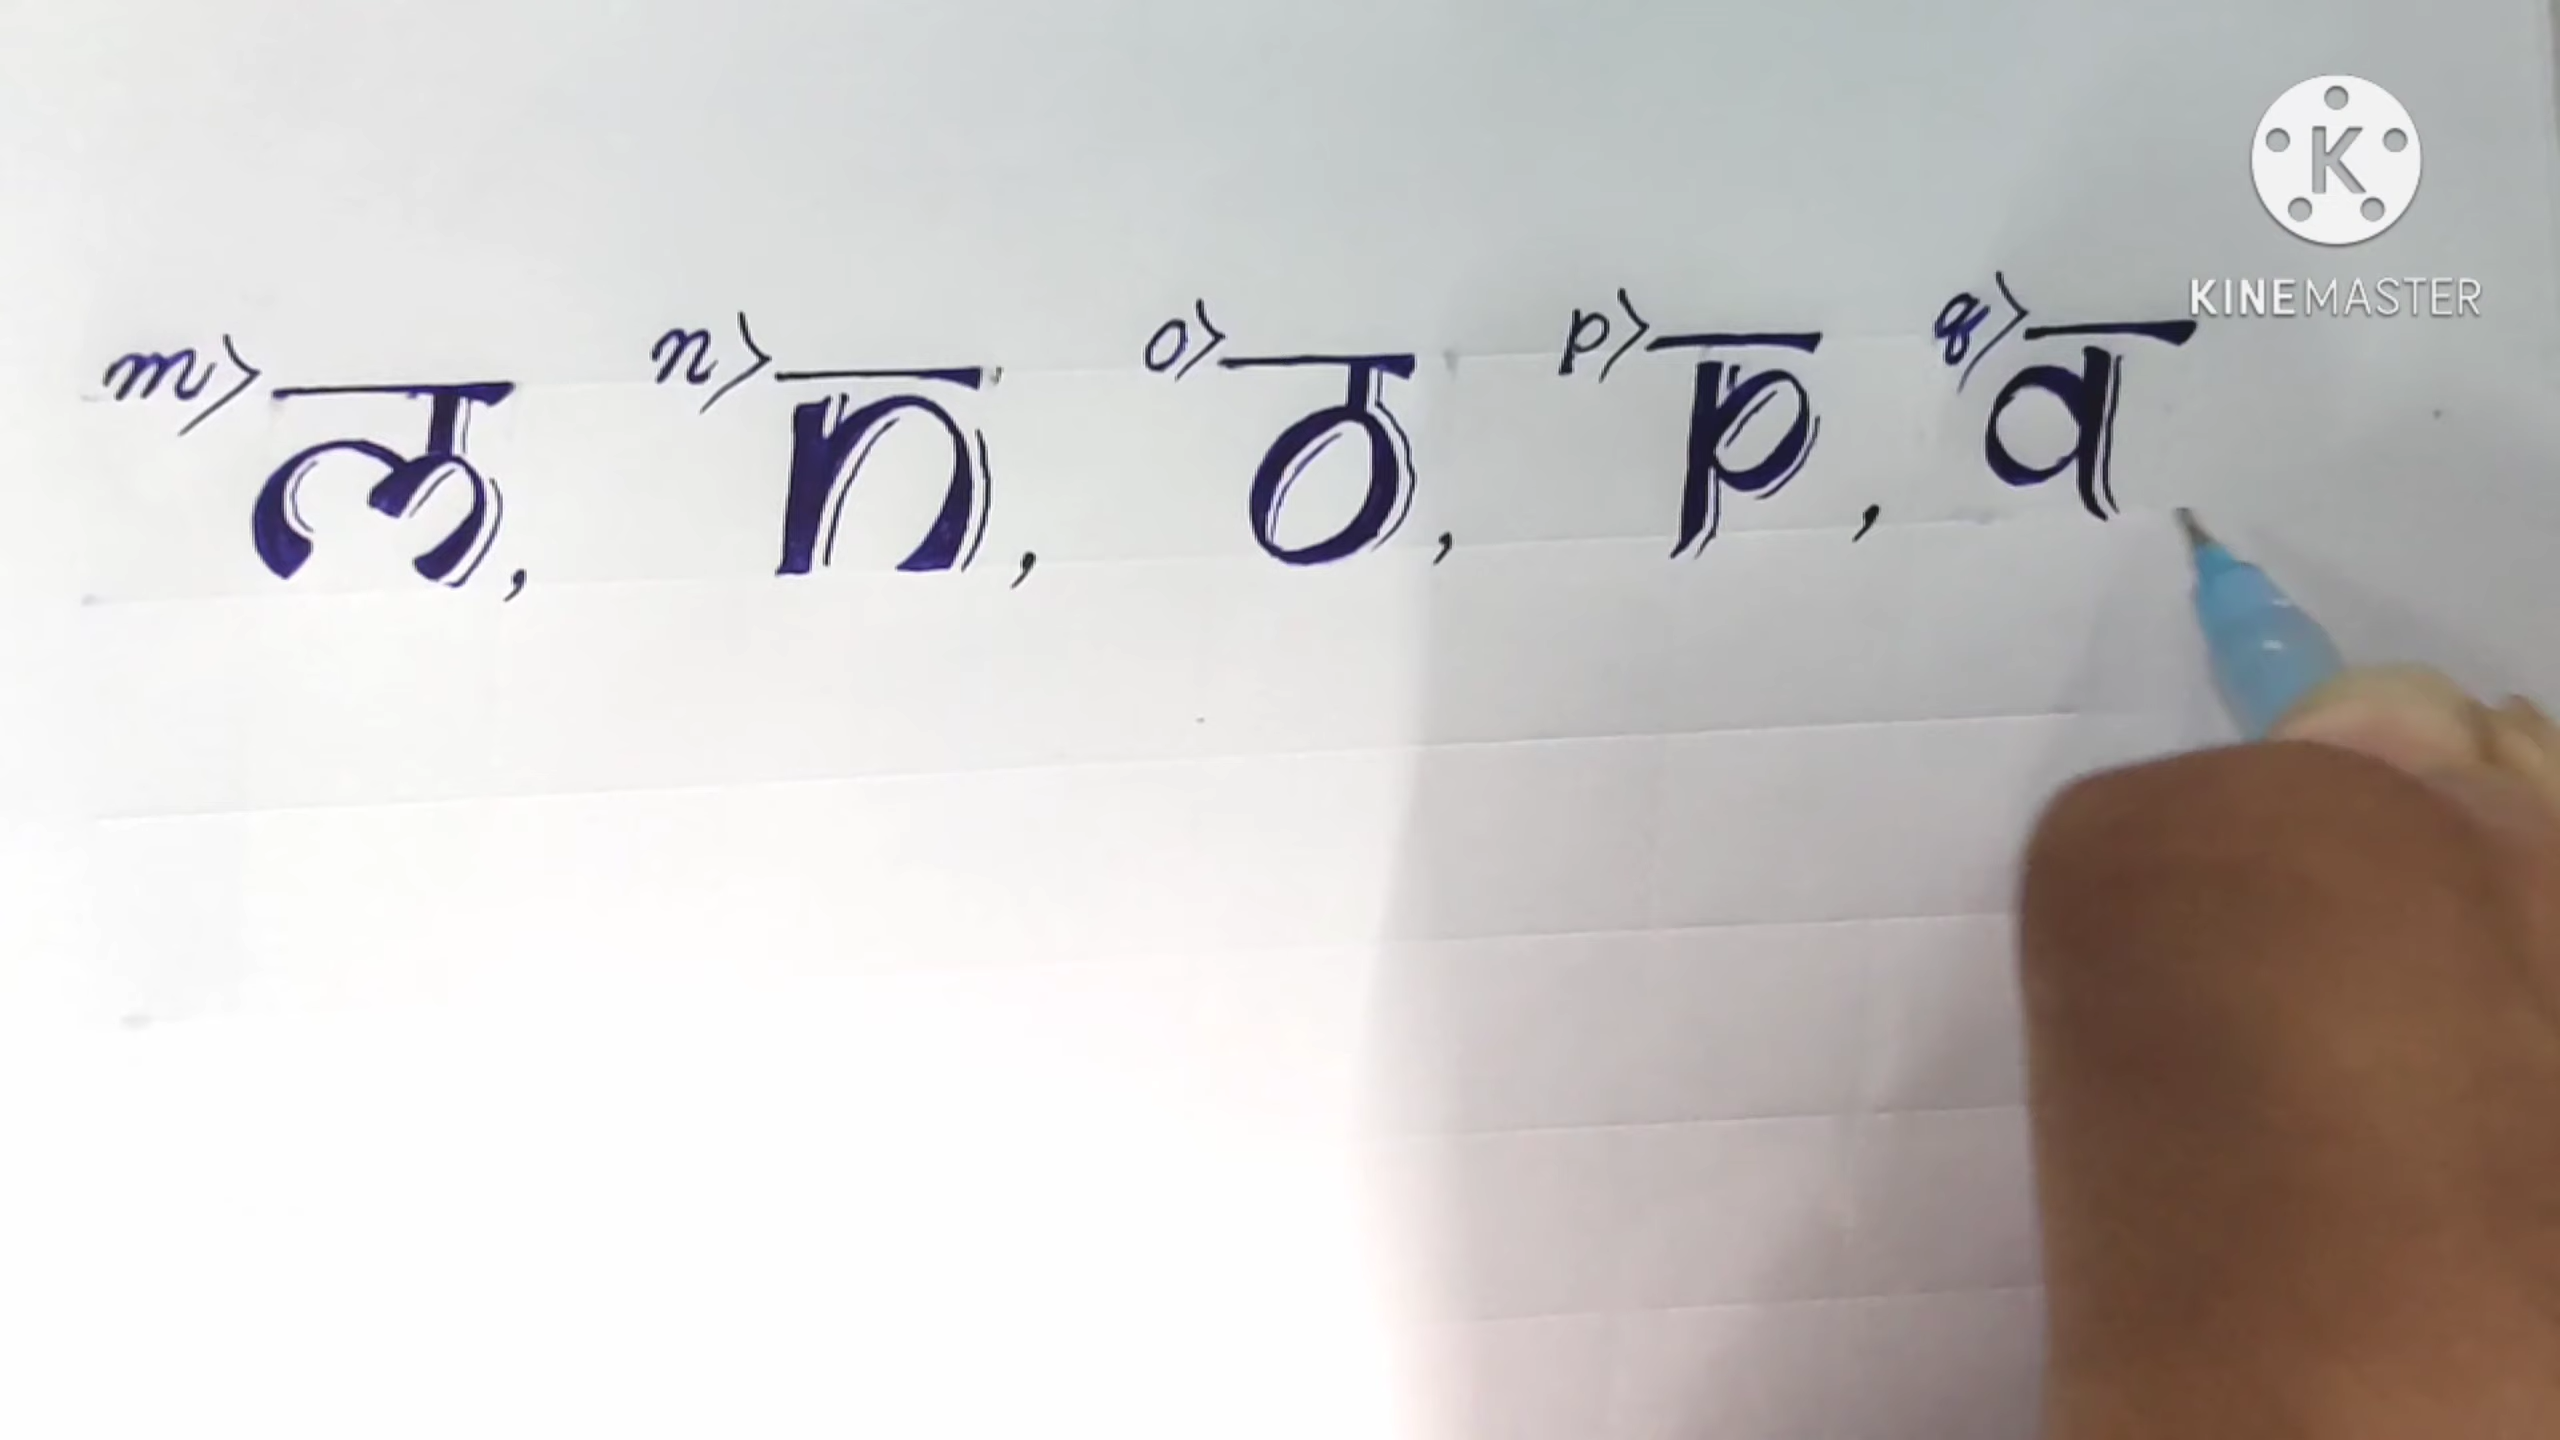 KINEMASTER
m> ल, n> n, o> ठ, p> p, q> व